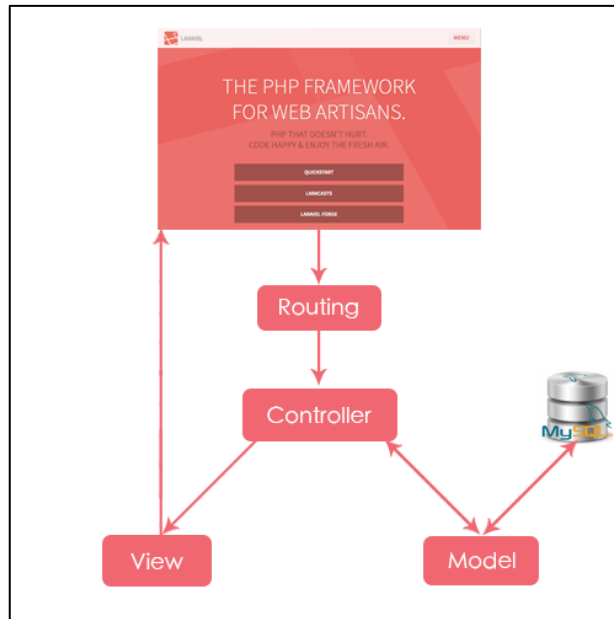 LARAVEL
MENU
THE PHP FRAMEWORK
FOR WEB ARTISANS.
PHP THAT DOESN'T HURT.
CODE HAPPY & ENJOY THE FRESH AIR.
QUICKSTART
LARACASTS
LARAVEL FORGE
Routing
Controller
MySQL
View
Model